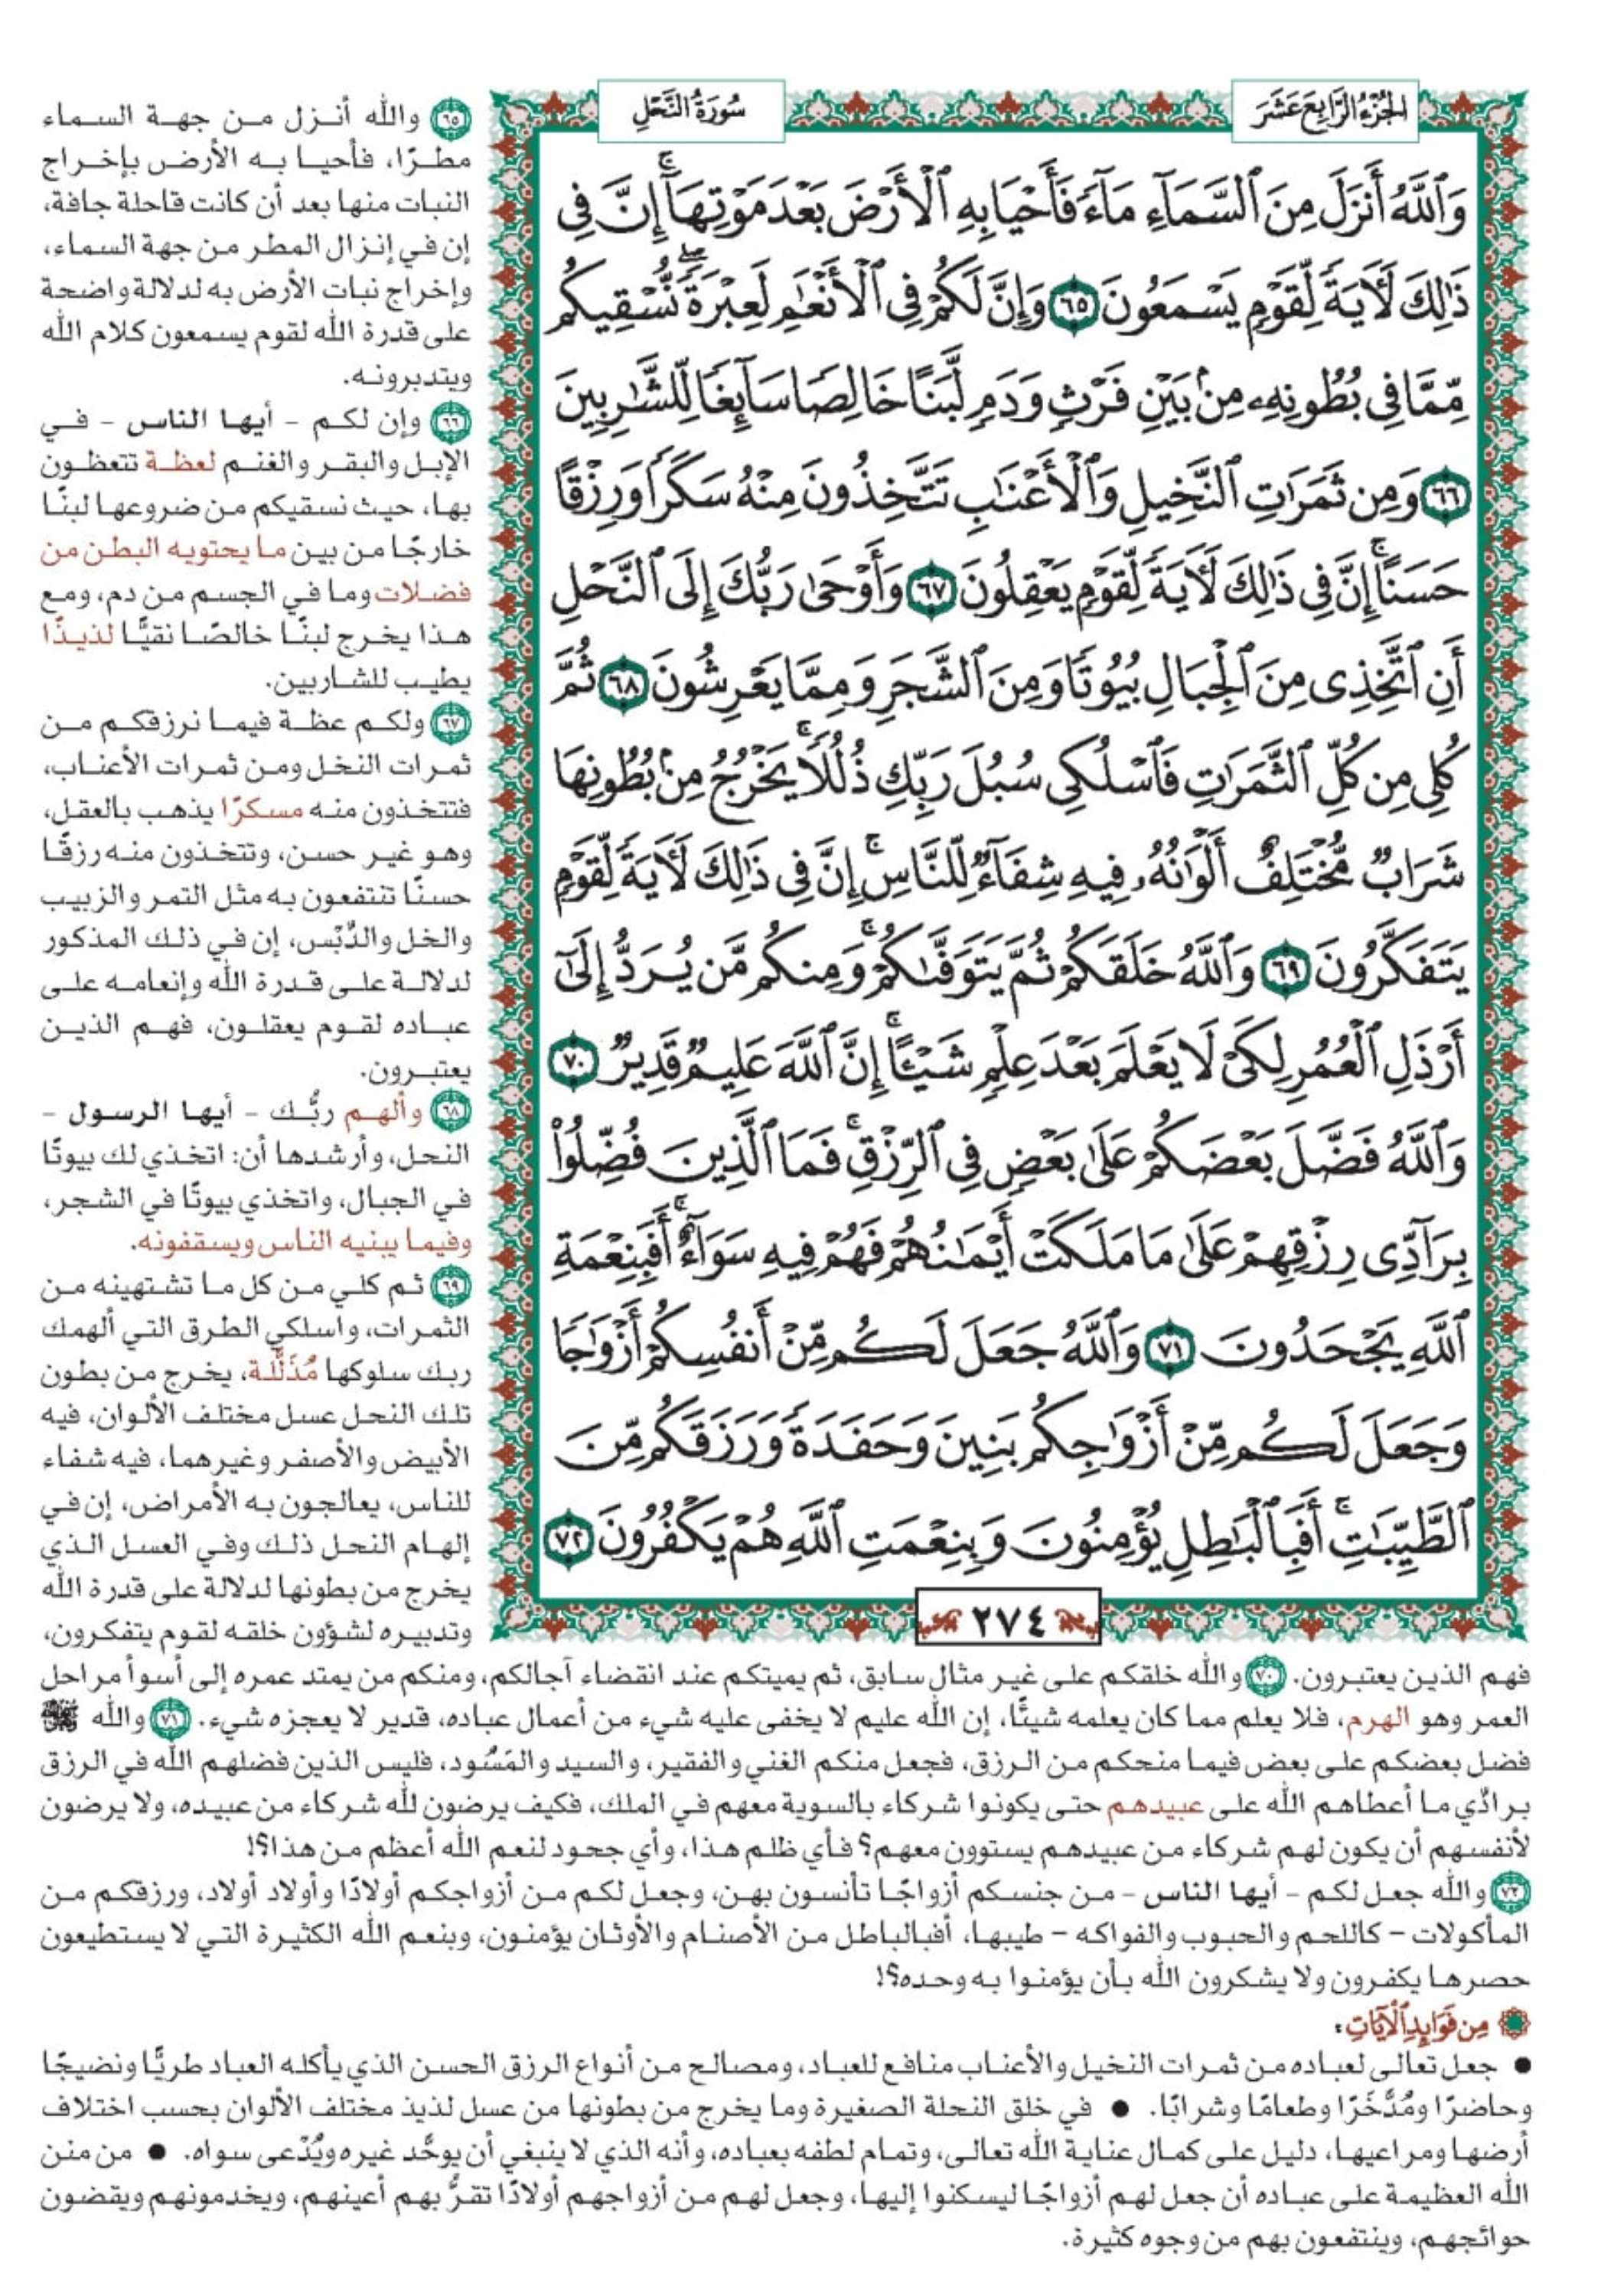 الجُزْءُ الرَّابِعَ عَشَرَ
سُورَةُ النَّحْلِ
وَٱللَّهُ أَنزَلَ مِنَ ٱلسَّمَآءِ مَآءً فَأَحْيَا بِهِ ٱلْأَرْضَ بَعْدَ مَوْتِهَآۚ إِنَّ فِي
ذَٰلِكَ لَأٓيَةً لِّقَوْمٍ يَسْمَعُونَ ٦٥ وَإِنَّ لَكُمْ فِي ٱلْأَنْعَٰمِ لَعِبْرَةًۖ نُّسْقِيكُم
مِّمَّا فِي بُطُونِهِۦ مِنۢ بَيْنِ فَرْثٍ وَدَمٍ لَّبَنًا خَالِصًا سَآئِغًا لِّلشَّٰرِبِينَ
٦٦ وَمِن ثَمَرَٰتِ ٱلنَّخِيلِ وَٱلْأَعْنَٰبِ تَتَّخِذُونَ مِنْهُ سَكَرًا وَرِزْقًا
حَسَنًاۚ إِنَّ فِي ذَٰلِكَ لَأٓيَةً لِّقَوْمٍ يَعْقِلُونَ ٦٧ وَأَوْحَىٰ رَبُّكَ إِلَى ٱلنَّحْلِ
أَنِ ٱتَّخِذِي مِنَ ٱلْجِبَالِ بُيُوتًا وَمِنَ ٱلشَّجَرِ وَمِمَّا يَعْرِشُونَ ٦٨ ثُمَّ
كُلِي مِن كُلِّ ٱلثَّمَرَٰتِ فَٱسْلُكِي سُبُلَ رَبِّكِ ذُلُلًاۚ يَخْرُجُ مِنۢ بُطُونِهَا
شَرَابٌ مُّخْتَلِفٌ أَلْوَٰنُهُۥ فِيهِ شِفَآءٌ لِّلنَّاسِۚ إِنَّ فِي ذَٰلِكَ لَأٓيَةً لِّقَوْمٍ
يَتَفَكَّرُونَ ٦٩ وَٱللَّهُ خَلَقَكُمْ ثُمَّ يَتَوَفَّىٰكُمْۚ وَمِنكُم مَّن يُرَدُّ إِلَىٰٓ
أَرْذَلِ ٱلْعُمُرِ لِكَيْ لَا يَعْلَمَ بَعْدَ عِلْمٍ شَيْـًٔاۚ إِنَّ ٱللَّهَ عَلِيمٌ قَدِيرٌ ٧٠
وَٱللَّهُ فَضَّلَ بَعْضَكُمْ عَلَىٰ بَعْضٍ فِي ٱلرِّزْقِۚ فَمَا ٱلَّذِينَ فُضِّلُوا۟
بِرَآدِّي رِزْقِهِمْ عَلَىٰ مَا مَلَكَتْ أَيْمَٰنُهُمْ فَهُمْ فِيهِ سَوَآءٌۚ أَفَبِنِعْمَةِ
ٱللَّهِ يَجْحَدُونَ ٧١ وَٱللَّهُ جَعَلَ لَكُم مِّنْ أَنفُسِكُمْ أَزْوَٰجًا
وَجَعَلَ لَكُم مِّنْ أَزْوَٰجِكُم بَنِينَ وَحَفَدَةً وَرَزَقَكُم مِّنَ
ٱلطَّيِّبَٰتِۚ أَفَبِٱلْبَٰطِلِ يُؤْمِنُونَ وَبِنِعْمَتِ ٱللَّهِ هُمْ يَكْفُرُونَ ٧٢
٢٧٤
٦٥ والله أنزل من جهة السماء
مطرًا، فأحيا به الأرض بإخراج
النبات منها بعد أن كانت قاحلة جافة،
إن في إنزال المطر من جهة السماء،
وإخراج نبات الأرض به لدلالة واضحة
على قدرة الله لقوم يسمعون كلام الله
ويتدبرونه.
٦٦ وإن لكم - أيها الناس - في
الإبل والبقر والغنم لعظة تتعظون
بها، حيث نسقيكم من ضروعها لبنًا
خارجًا من بين ما يحتويه البطن من
فضلات وما في الجسم من دم، ومع
هذا يخرج لبنًا خالصًا نقيًّا لذيذًا
يطيب للشاربين.
٦٧ ولكم عظة فيما نرزقكم من
ثمرات النخل ومن ثمرات الأعناب،
فتتخذون منه مسكرًا يذهب بالعقل،
وهو غير حسن، وتتخذون منه رزقًا
حسنًا تنتفعون به مثل التمر والزبيب
والخل والدِّبْس، إن في ذلك المذكور
لدلالة على قدرة الله وإنعامه على
عباده لقوم يعقلون، فهم الذين
يعتبرون.
٦٨ وألهم ربُّك - أيها الرسول -
النحل، وأرشدها أن: اتخذي لك بيوتًا
في الجبال، واتخذي بيوتًا في الشجر،
وفيما يبنيه الناس ويسقفونه.
٦٩ ثم كلي من كل ما تشتهينه من
الثمرات، واسلكي الطرق التي ألهمك
ربك سلوكها مُذَلَّلة، يخرج من بطون
تلك النحل عسل مختلف الألوان، فيه
الأبيض والأصفر وغيرهما، فيه شفاء
للناس، يعالجون به الأمراض، إن في
إلهام النحل ذلك وفي العسل الذي
يخرج من بطونها لدلالة على قدرة الله
وتدبيره لشؤون خلقه لقوم يتفكرون،
فهم الذين يعتبرون. ٧٠ والله خلقكم على غير مثال سابق، ثم يميتكم عند انقضاء آجالكم، ومنكم من يمتد عمره إلى أسوأ مراحل
العمر وهو الهرم، فلا يعلم مما كان يعلمه شيئًا، إن الله عليم لا يخفى عليه شيء من أعمال عباده، قدير لا يعجزه شيء. ٧١ والله
فضل بعضكم على بعض فيما منحكم من الرزق، فجعل منكم الغني والفقير، والسيد والمَسُود، فليس الذين فضلهم الله في الرزق
برادِّي ما أعطاهم الله على عبيدهم حتى يكونوا شركاء بالسوية معهم في الملك، فكيف يرضون لله شركاء من عبيده، ولا يرضون
لأنفسهم أن يكون لهم شركاء من عبيدهم يستوون معهم؟ فأي ظلم هذا، وأي جحود لنعم الله أعظم من هذا؟!
٧٢ والله جعل لكم - أيها الناس - من جنسكم أزواجًا تأنسون بهن، وجعل لكم من أزواجكم أولادًا وأولاد أولاد، ورزقكم من
المأكولات - كاللحم والحبوب والفواكه - طيبها، أفبالباطل من الأصنام والأوثان يؤمنون، وبنعم الله الكثيرة التي لا يستطيعون
حصرها يكفرون ولا يشكرون الله بأن يؤمنوا به وحده؟!
مِن فَوَائِدِ ٱلْآيَاتِ:
● جعل تعالى لعباده من ثمرات النخيل والأعناب منافع للعباد، ومصالح من أنواع الرزق الحسن الذي يأكله العباد طريًّا ونضيجًا
وحاضرًا ومُدَّخَرًا وطعامًا وشرابًا. ● في خلق النحلة الصغيرة وما يخرج من بطونها من عسل لذيذ مختلف الألوان بحسب اختلاف
أرضها ومراعيها، دليل على كمال عناية الله تعالى، وتمام لطفه بعباده، وأنه الذي لا ينبغي أن يوحَّد غيره ويُدْعى سواه. ● من منن
الله العظيمة على عباده أن جعل لهم أزواجًا ليسكنوا إليها، وجعل لهم من أزواجهم أولادًا تقرُّ بهم أعينهم، ويخدمونهم ويقضون
حوائجهم، وينتفعون بهم من وجوه كثيرة.